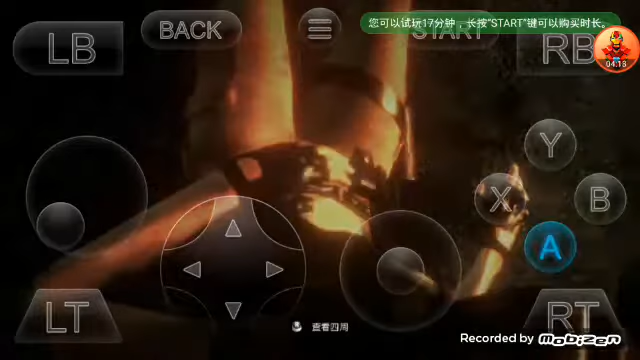 您可以试玩17分钟，长按"START"键可以购买时长。
LB
BACK
START
RB
04:18
Y
X
B
A
LT
RT
查看四周
Recorded by mobizen